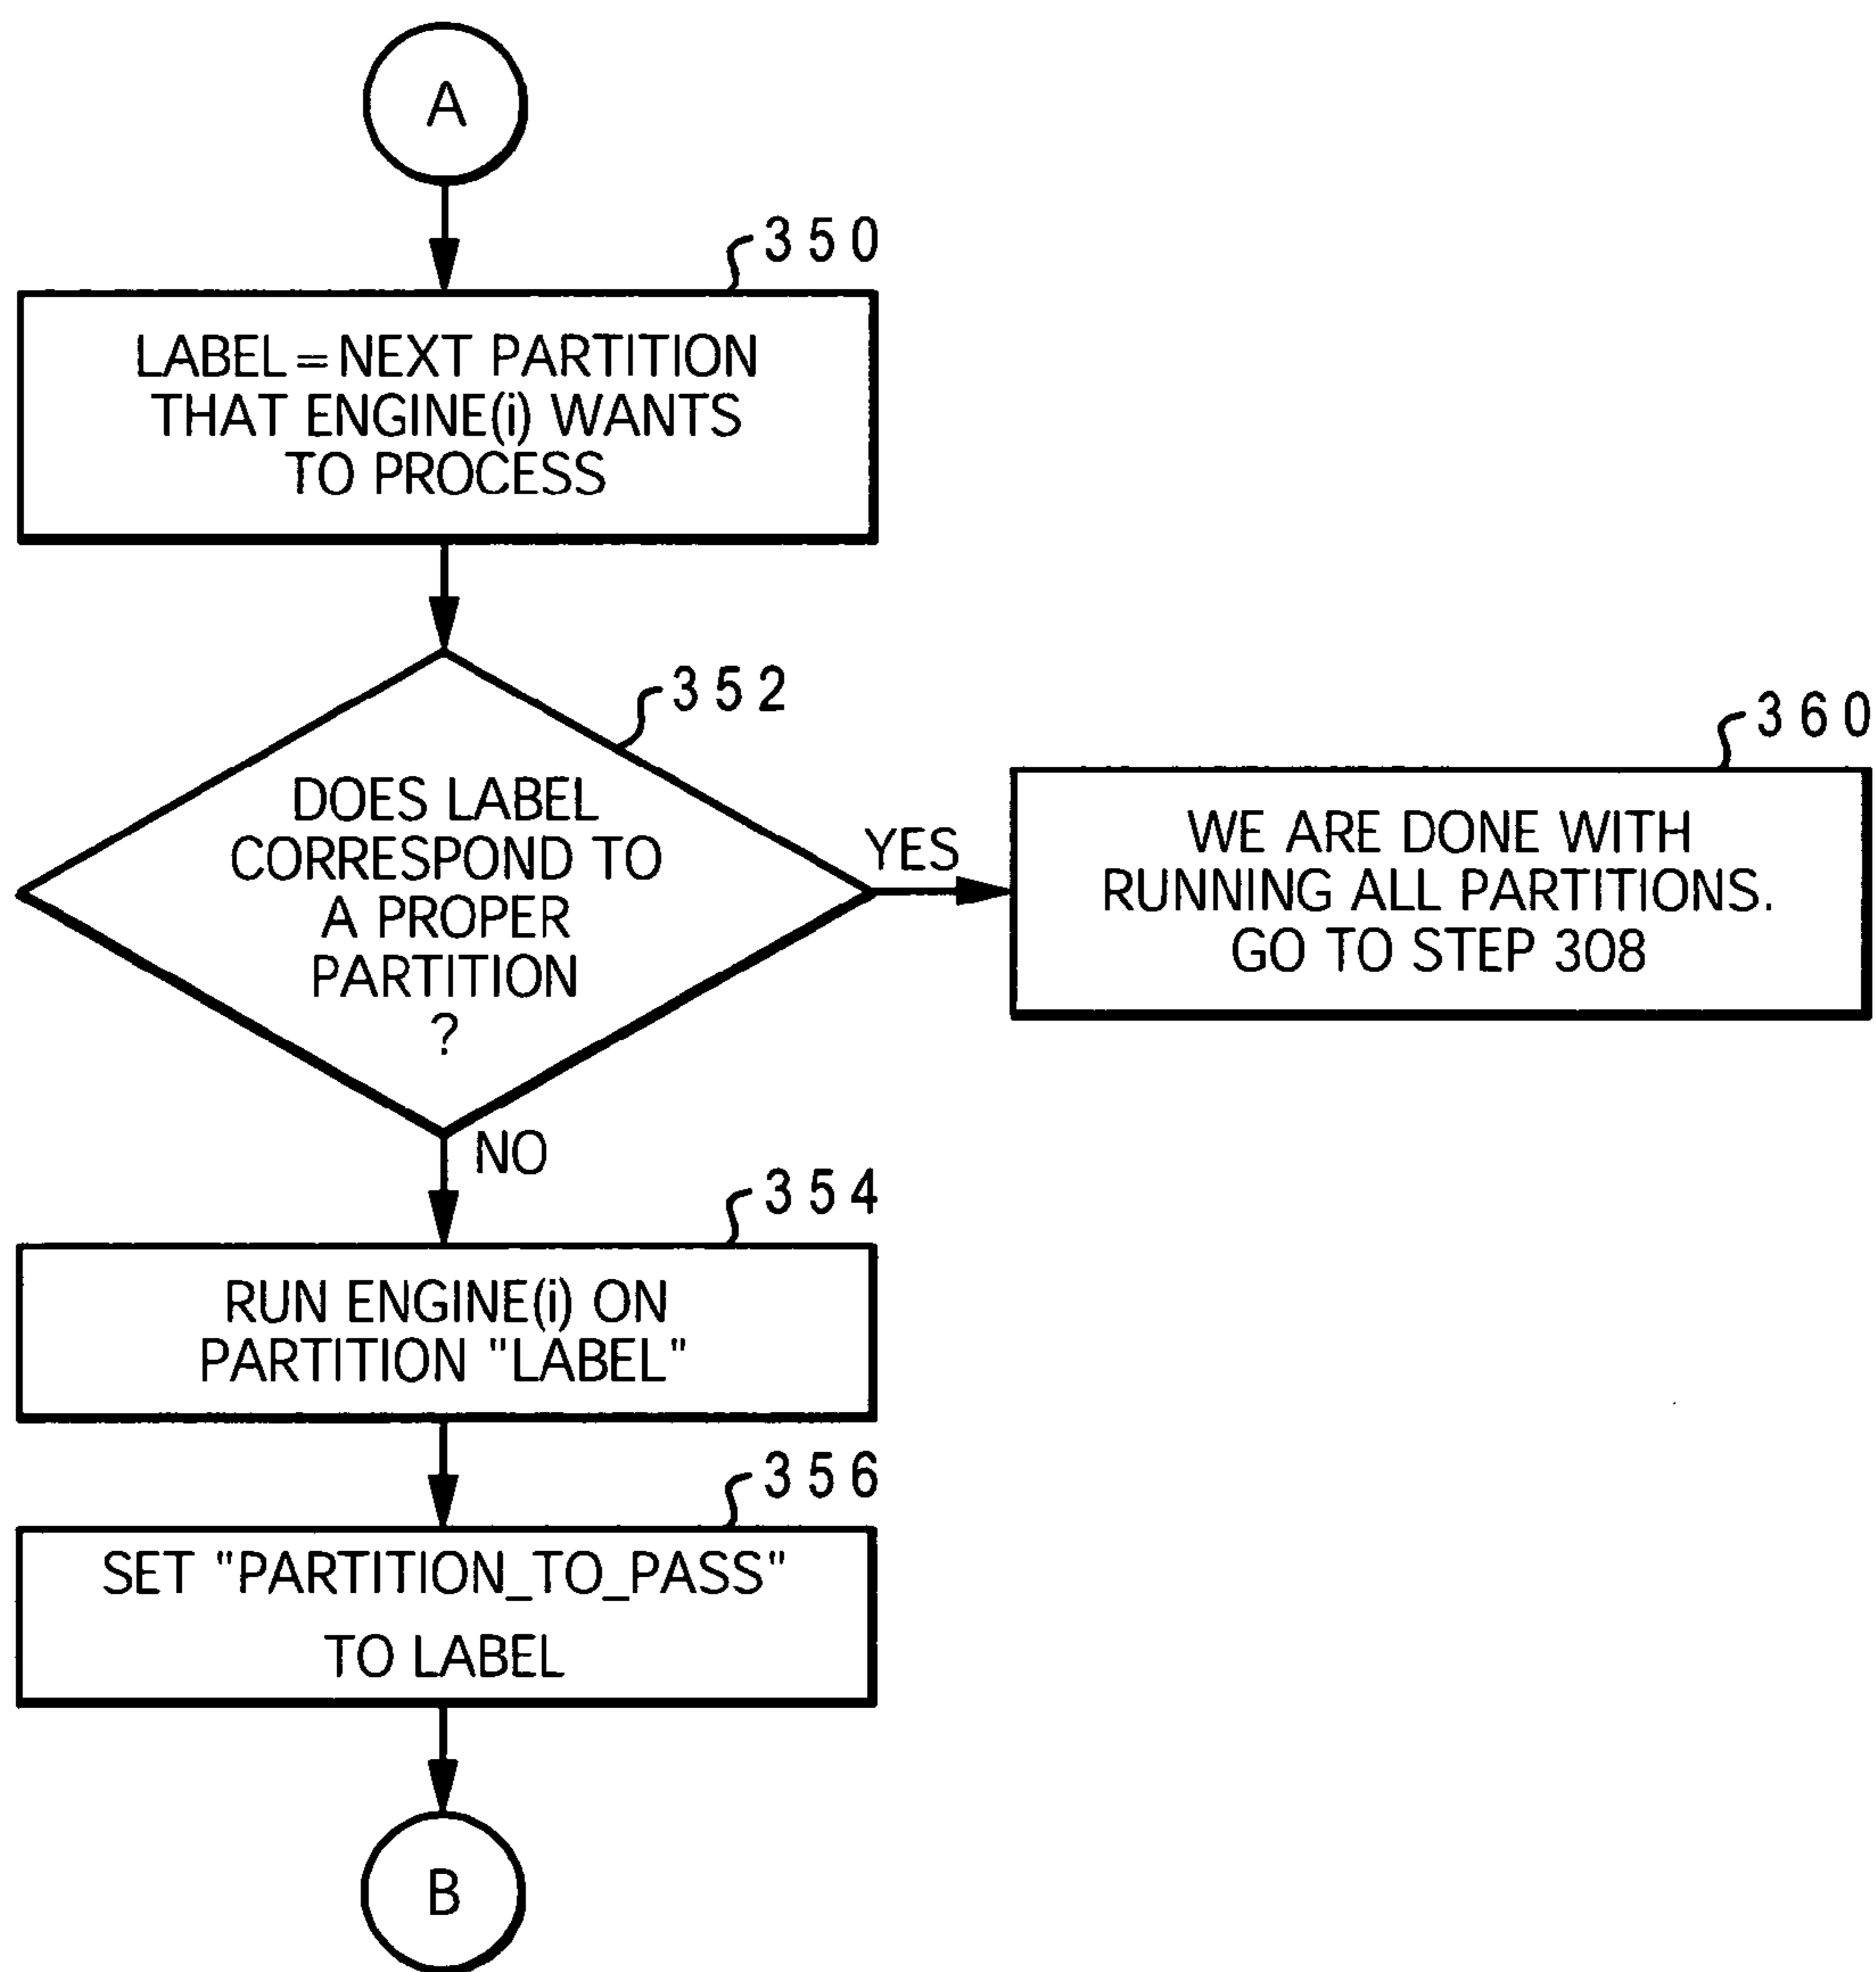 A
350
LABEL=NEXT PARTITION
THAT ENGINE(i) WANTS
TO PROCESS
352
DOES LABEL
CORRESPOND TO
A PROPER
PARTITION
?
YES
360
WE ARE DONE WITH
RUNNING ALL PARTITIONS.
GO TO STEP 308
NO
354
RUN ENGINE(i) ON
PARTITION "LABEL"
356
SET "PARTITION_TO_PASS"
TO LABEL
B